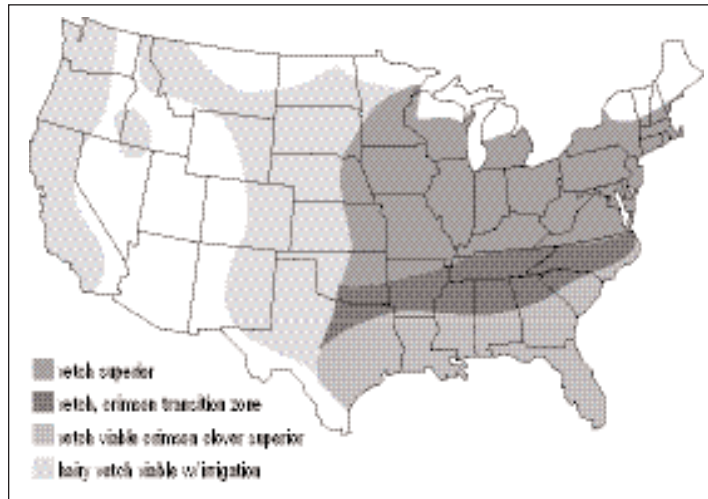 vetch superior
vetch, crimson transition zone
vetch viable crimson clover superior
hairy vetch viable w/irrigation